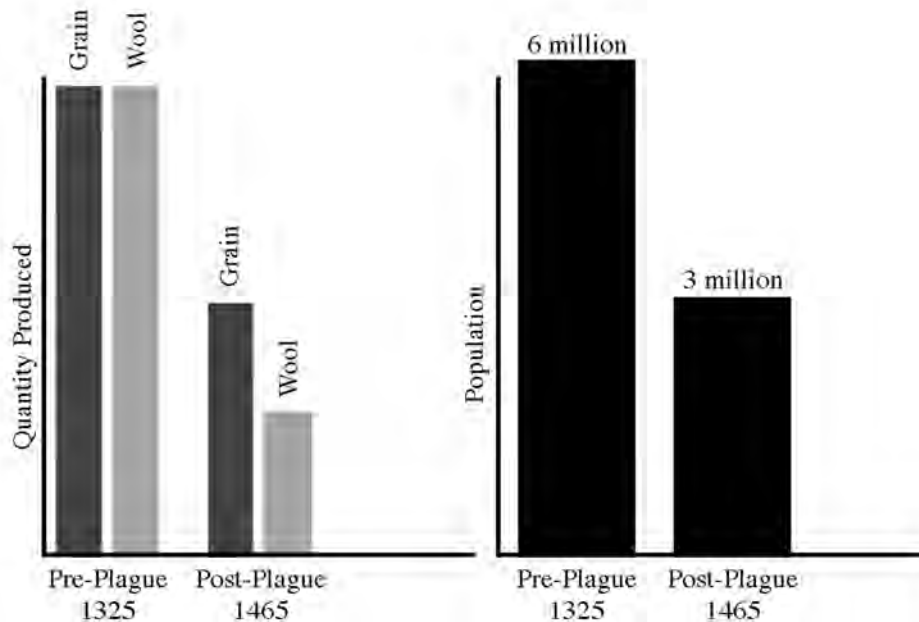 Grain
Wool
Grain
Wool
Quantity Produced
Pre-Plague
1325
Post-Plague
1465
6 million
3 million
Population
Pre-Plague
1325
Post-Plague
1465